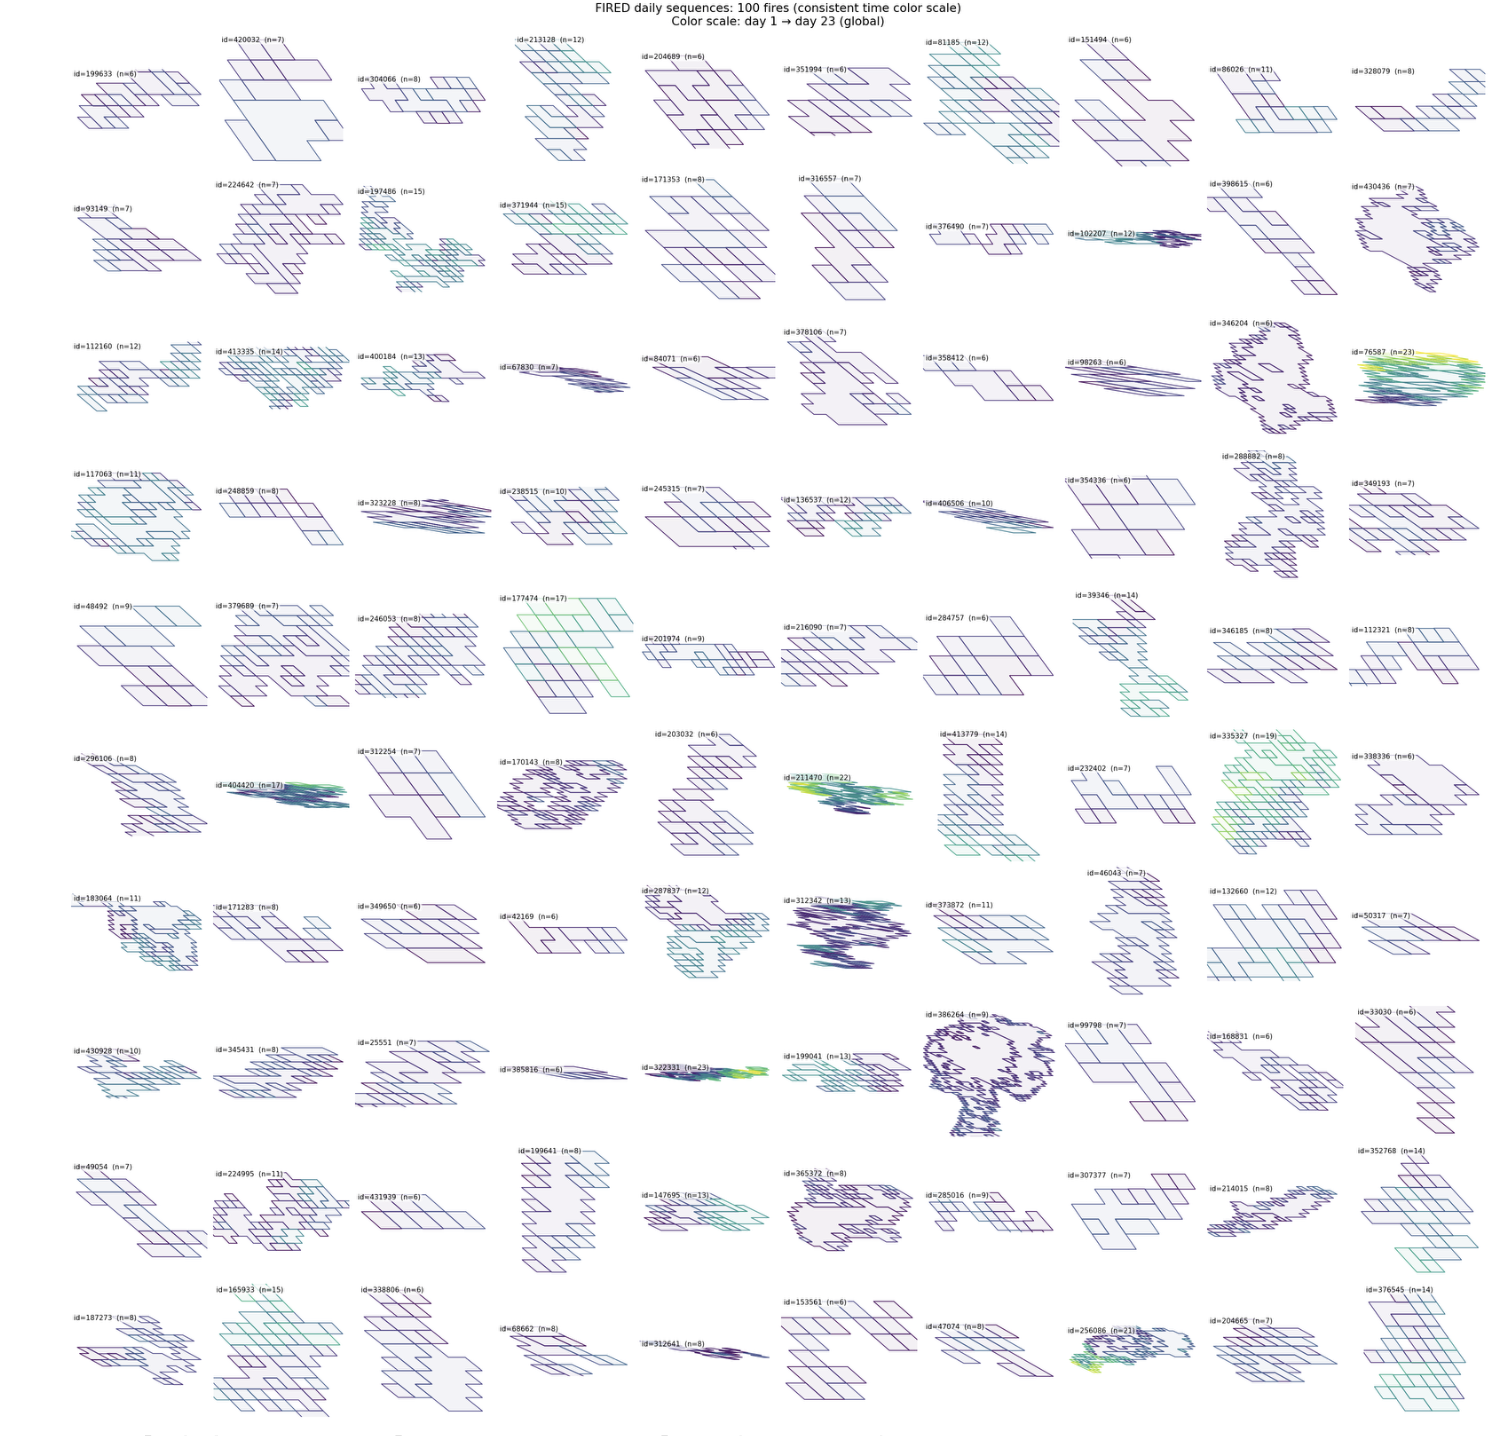 FIRED daily sequences: 100 fires (consistent time color scale)
Color scale: day 1 → day 23 (global)
id=199633 (n=6)
id=420032 (n=7)
id=304066 (n=8)
id=213128 (n=12)
id=204689 (n=6)
id=351994 (n=6)
id=81185 (n=12)
id=151494 (n=6)
id=86026 (n=11)
id=328079 (n=8)
id=93149 (n=7)
id=224642 (n=7)
id=197486 (n=15)
id=371944 (n=15)
id=171353 (n=8)
id=316557 (n=7)
id=376490 (n=7)
id=102207 (n=12)
id=398615 (n=6)
id=430436 (n=7)
id=112160 (n=12)
id=413335 (n=14)
id=400184 (n=13)
id=67830 (n=7)
id=84071 (n=6)
id=378106 (n=7)
id=358412 (n=6)
id=98263 (n=6)
id=346204 (n=6)
id=76587 (n=23)
id=117063 (n=11)
id=248859 (n=8)
id=323228 (n=8)
id=238515 (n=10)
id=245315 (n=7)
id=136537 (n=12)
id=406506 (n=10)
id=354336 (n=6)
id=288882 (n=8)
id=349193 (n=7)
id=48492 (n=9)
id=379689 (n=7)
id=246053 (n=8)
id=177474 (n=17)
id=201974 (n=9)
id=216090 (n=7)
id=284757 (n=6)
id=39346 (n=14)
id=346185 (n=8)
id=112321 (n=8)
id=296106 (n=8)
id=404420 (n=17)
id=312254 (n=7)
id=170143 (n=8)
id=203032 (n=6)
id=211470 (n=22)
id=413779 (n=14)
id=232402 (n=7)
id=335327 (n=19)
id=338336 (n=6)
id=183064 (n=11)
id=171283 (n=8)
id=349650 (n=6)
id=42169 (n=6)
id=287837 (n=12)
id=312342 (n=13)
id=373872 (n=11)
id=46043 (n=7)
id=132660 (n=12)
id=50317 (n=7)
id=430928 (n=10)
id=345431 (n=8)
id=25551 (n=7)
id=385816 (n=6)
id=322331 (n=23)
id=199041 (n=13)
id=386264 (n=9)
id=99798 (n=7)
id=168831 (n=6)
id=33030 (n=6)
id=49054 (n=7)
id=224995 (n=11)
id=431939 (n=6)
id=199641 (n=8)
id=147695 (n=13)
id=365372 (n=8)
id=285016 (n=9)
id=307377 (n=7)
id=214015 (n=8)
id=352768 (n=14)
id=187273 (n=8)
id=165933 (n=15)
id=338806 (n=6)
id=68662 (n=8)
id=312641 (n=8)
id=153561 (n=6)
id=47074 (n=8)
id=256086 (n=21)
id=204665 (n=7)
id=376545 (n=14)